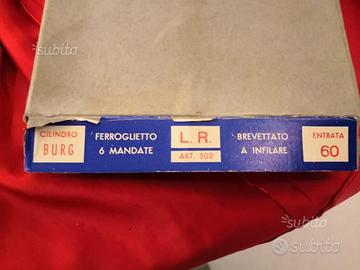 subito
CILINDRO
BURG
FERROGLIETTO
6 MANDATE
L. R.
ART. 502
BREVETTATO
A INFILARE
ENTRATA
60
subito
subito